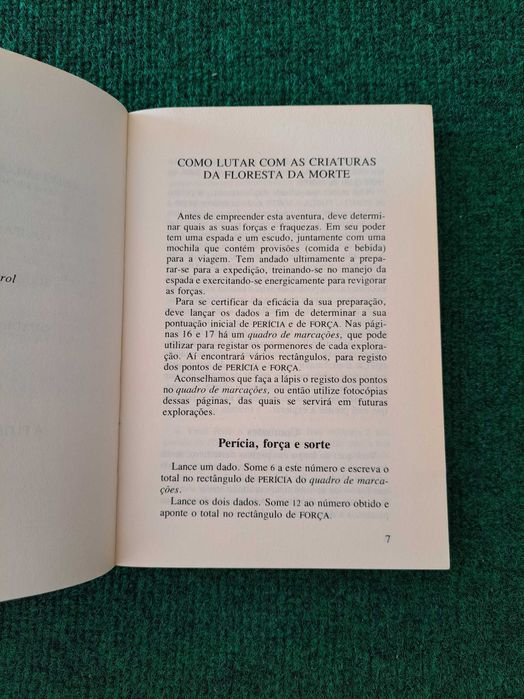 rol
COMO LUTAR COM AS CRIATURAS
DA FLORESTA DA MORTE
Antes de empreender esta aventura, deve determi-
nar quais as suas forças e fraquezas. Em seu poder
tem uma espada e um escudo, juntamente com uma
mochila que contém provisões (comida e bebida)
para a viagem. Tem andado ultimamente a prepa-
rar-se para a expedição, treinando-se no manejo da
espada e exercitando-se energicamente para revigorar
as forças.
Para se certificar da eficácia da sua preparação,
deve lançar os dados a fim de determinar a sua
pontuação inicial de PERÍCIA e de FORÇA. Nas pági-
nas 16 e 17 há um quadro de marcações, que pode
utilizar para registar os pormenores de cada explora-
ção. Aí encontrará vários rectângulos, para registo
dos pontos de PERÍCIA e FORÇA.
Aconselhamos que faça a lápis o registo dos pontos
no quadro de marcações, ou então utilize fotocópias
dessas páginas, das quais se servirá em futuras
explorações.
Perícia, força e sorte
Lance um dado. Some 6 a este número e escreva o
total no rectângulo de PERÍCIA do quadro de marca-
ções.
Lance os dois dados. Some 12 ao número obtido e
aponte o total no rectângulo de FORÇA.
7